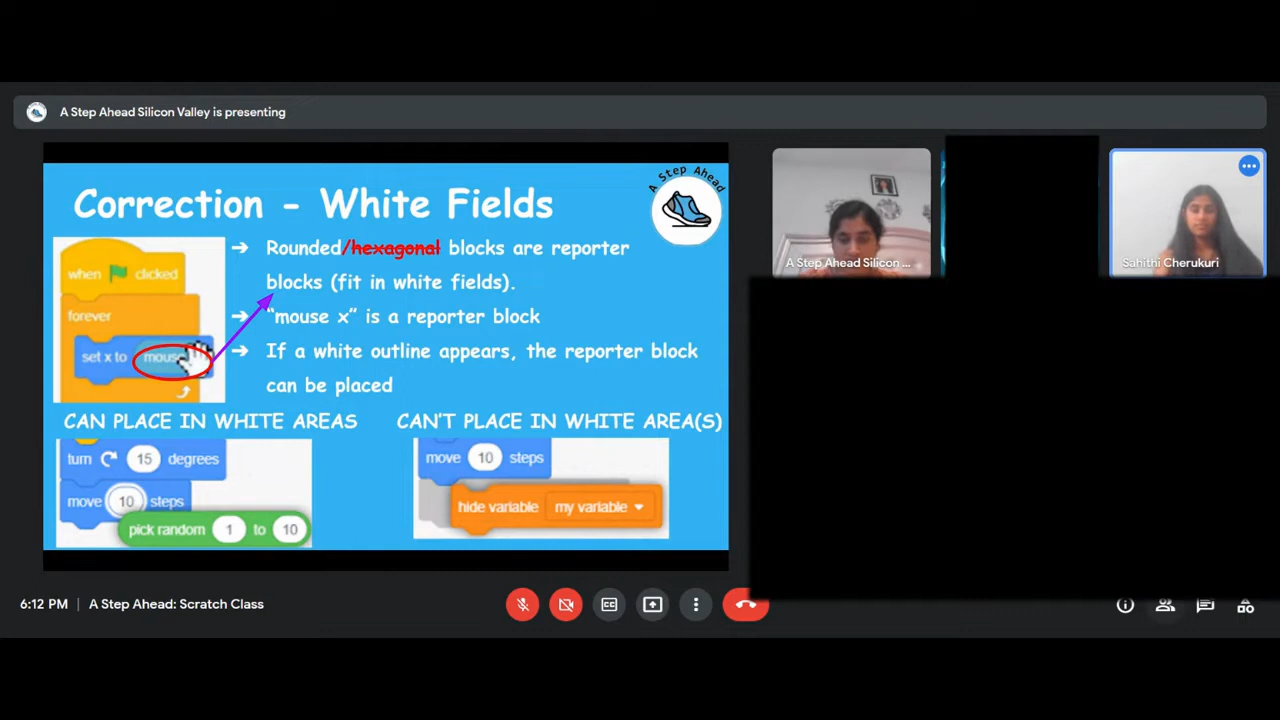 A Step Ahead Silicon Valley is presenting
Correction - White Fields
A Step Ahead
when clicked
forever
set x to mouse
➔ Rounded/hexagonal blocks are reporter
blocks (fit in white fields).
➔ “mouse x” is a reporter block
➔ If a white outline appears, the reporter block
can be placed
CAN PLACE IN WHITE AREAS
CAN'T PLACE IN WHITE AREA(S)
turn 15 degrees
move 10 steps
pick random 1 to 10
move 10 steps
hide variable my variable
A Step Ahead Silicon ...
Sahithi Cherukuri
6:12 PM | A Step Ahead: Scratch Class